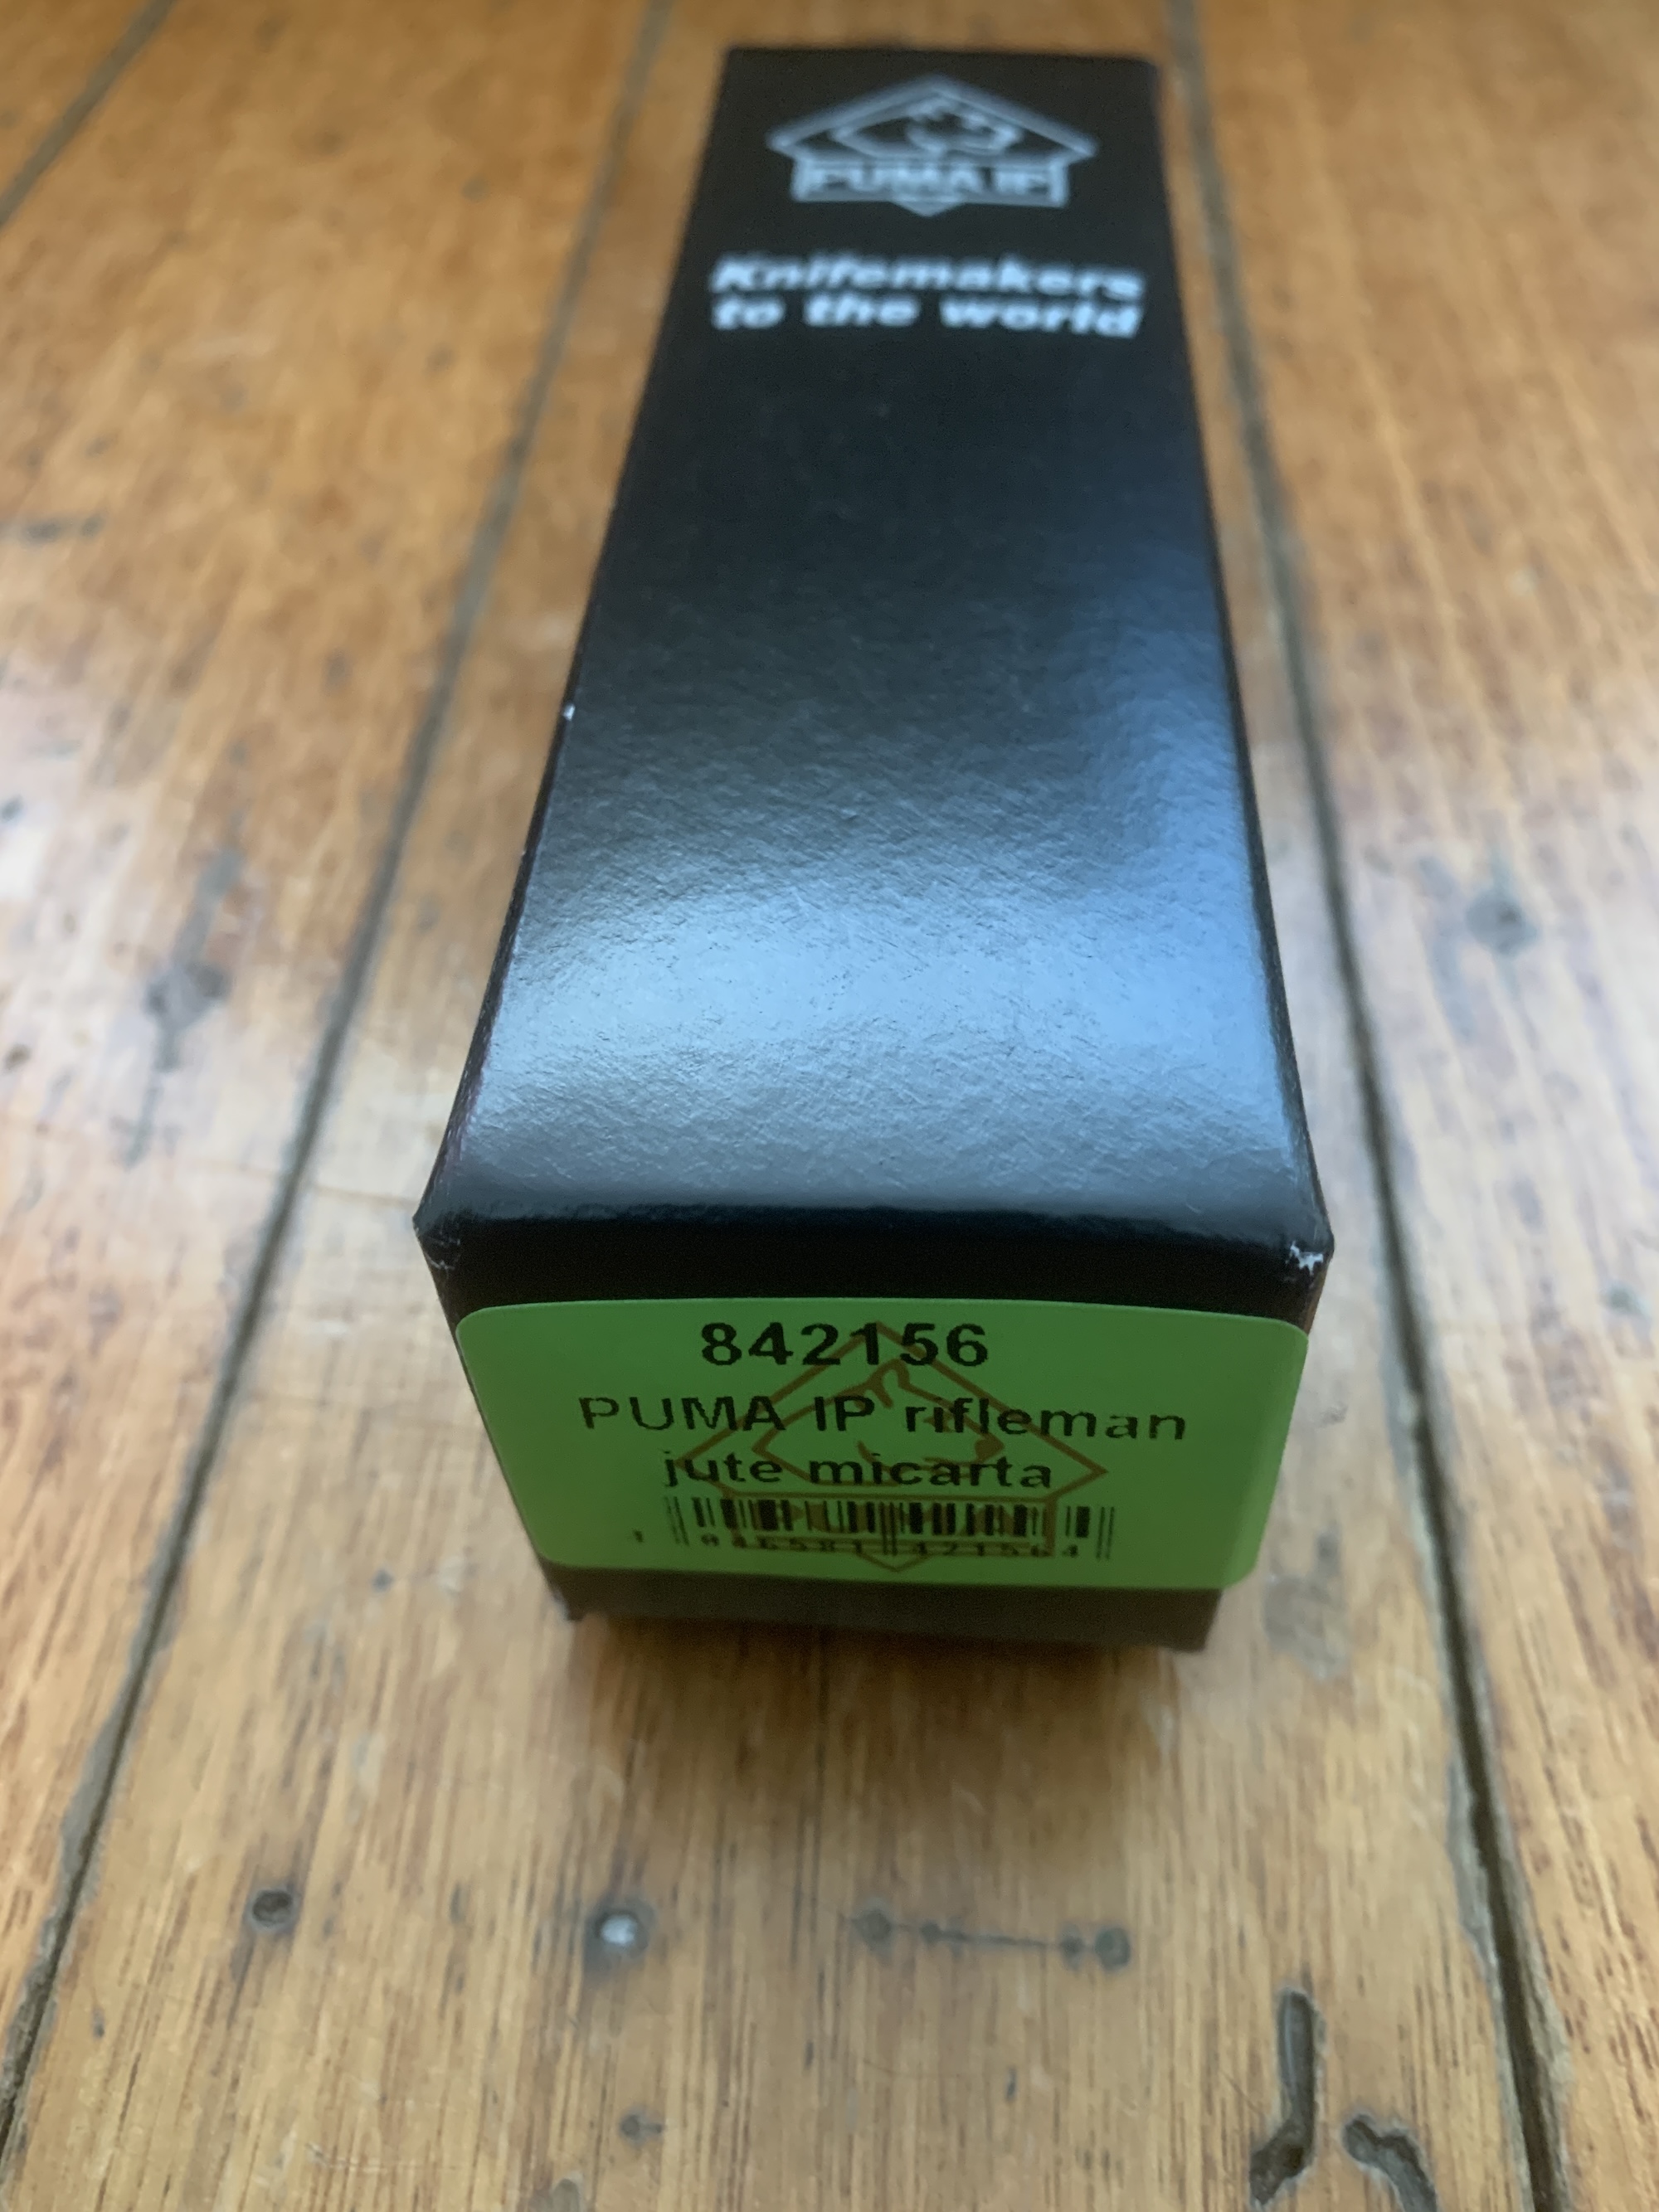 PUMA IP
Knifemakers
to the world
842156
PUMA IP rifleman
jute micarta